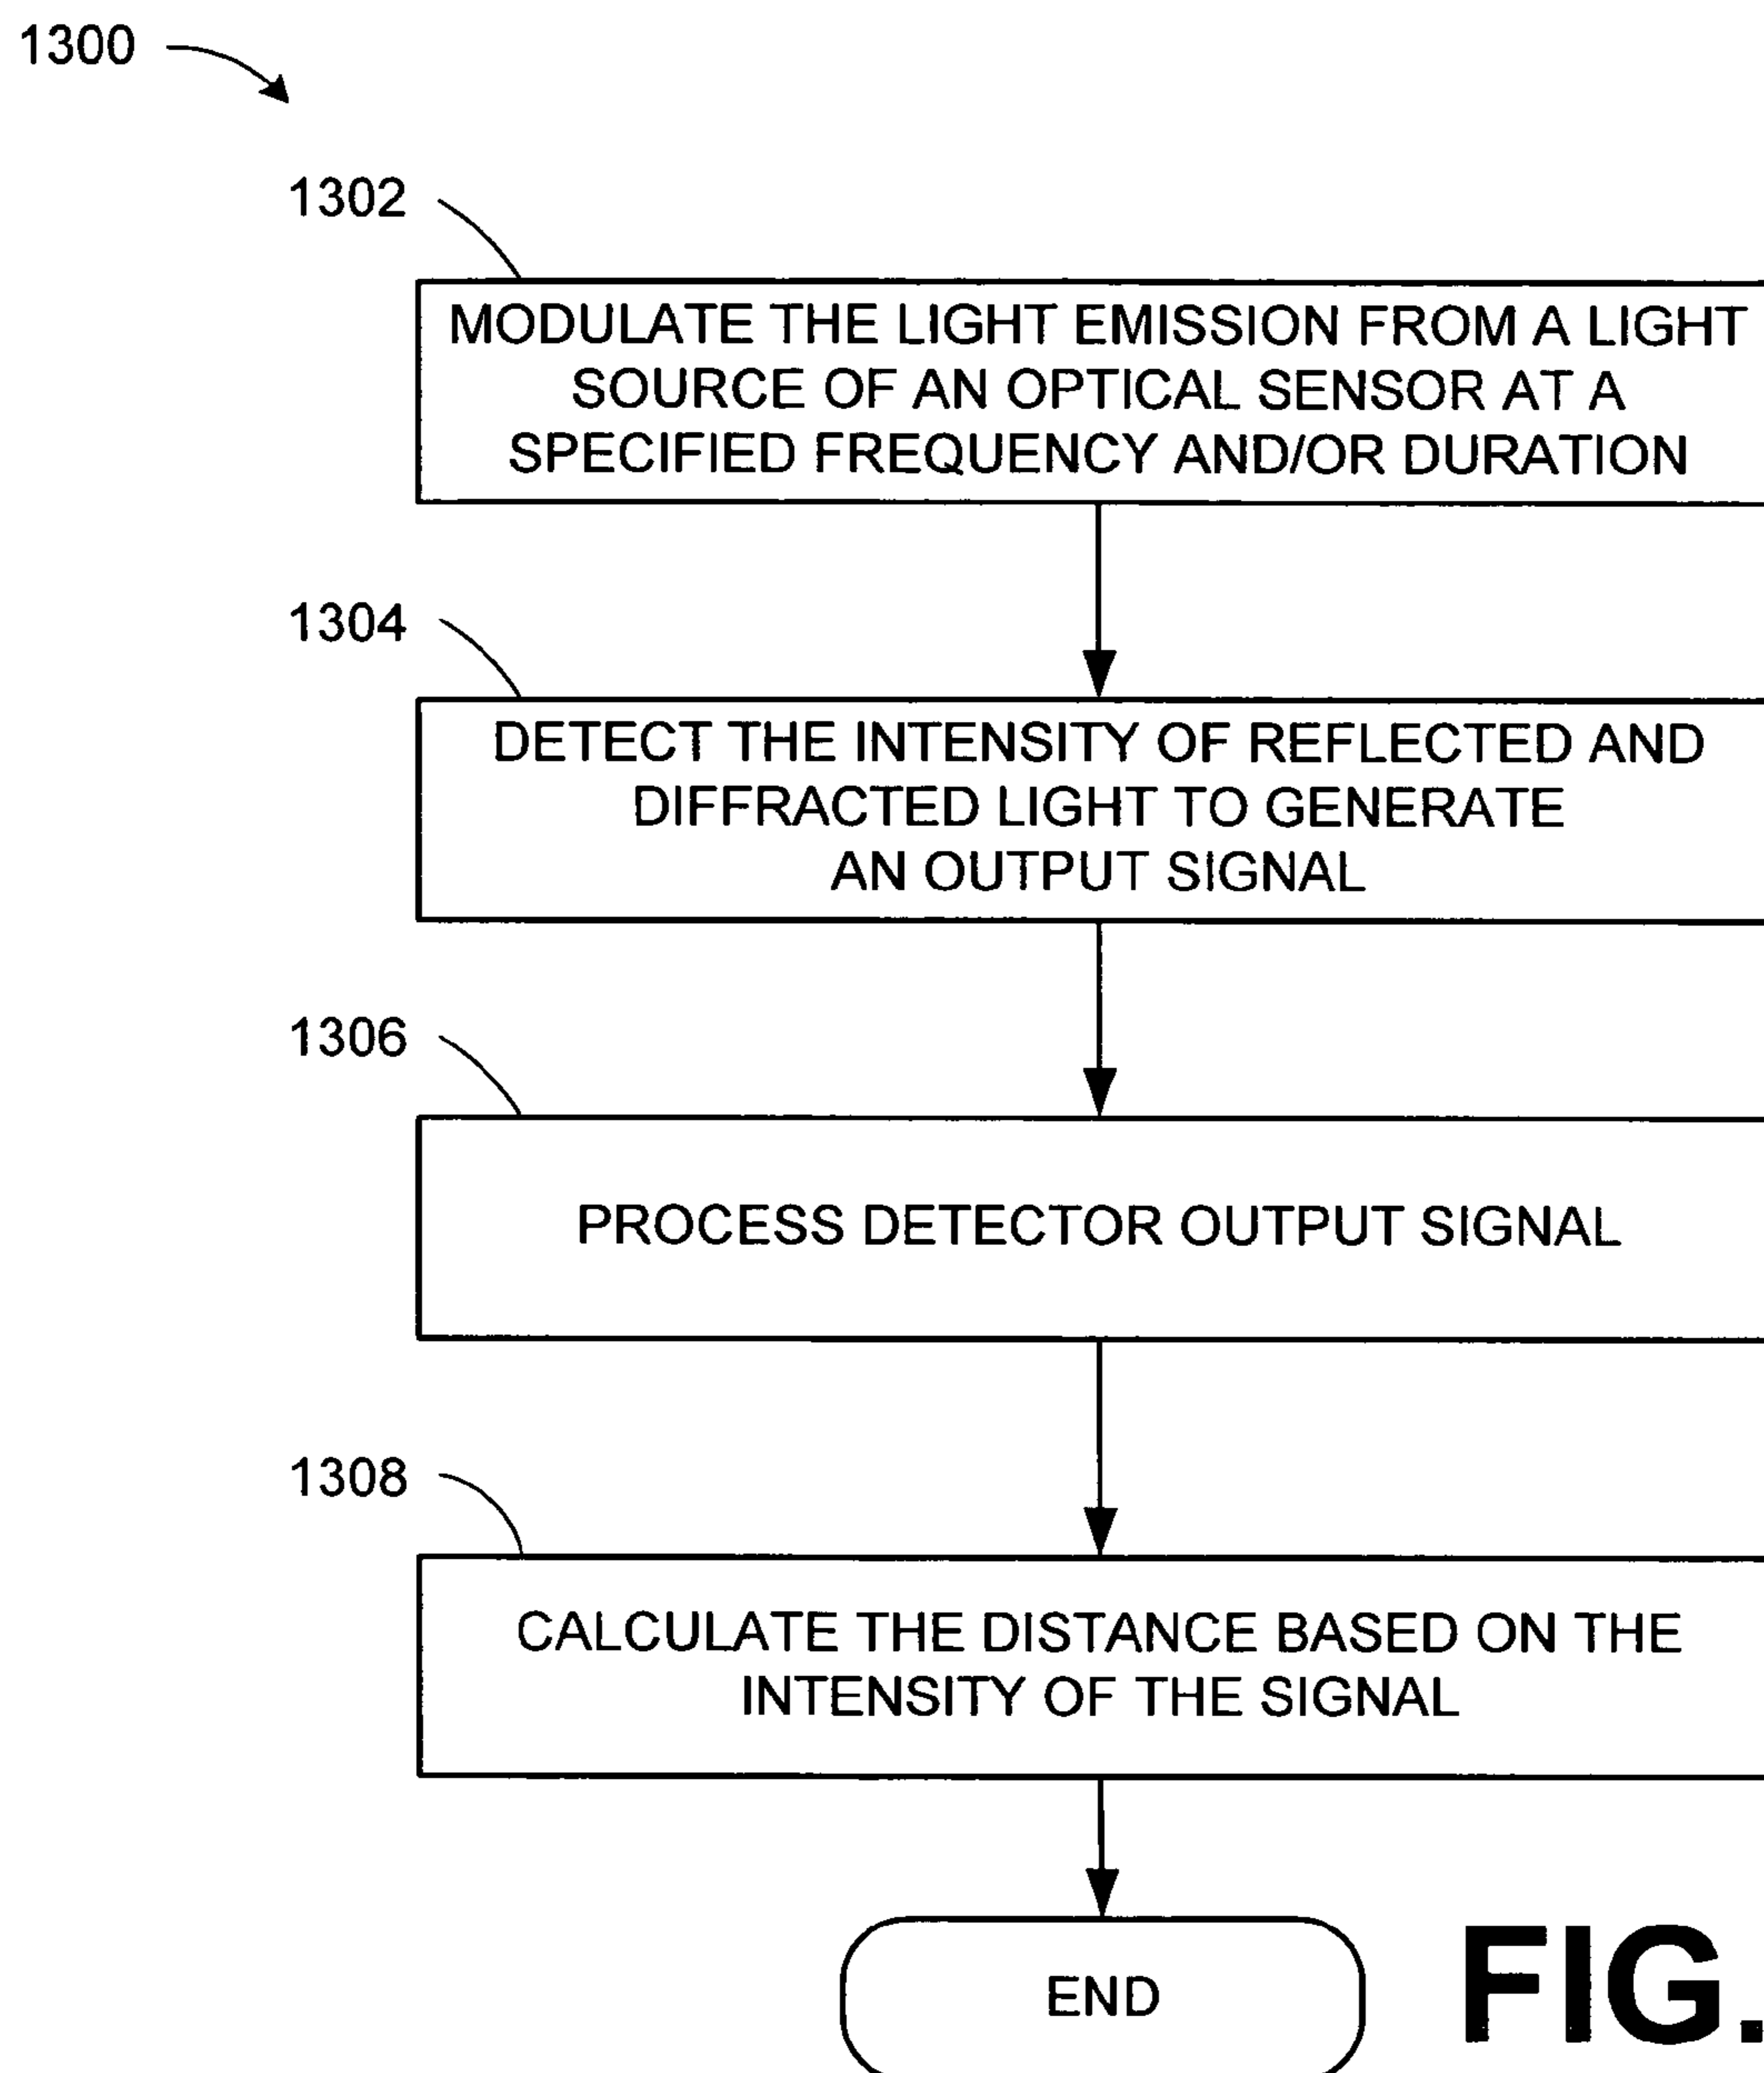 1300
1302
MODULATE THE LIGHT EMISSION FROM A LIGHT
SOURCE OF AN OPTICAL SENSOR AT A
SPECIFIED FREQUENCY AND/OR DURATION
1304
DETECT THE INTENSITY OF REFLECTED AND
DIFFRACTED LIGHT TO GENERATE
AN OUTPUT SIGNAL
1306
PROCESS DETECTOR OUTPUT SIGNAL
1308
CALCULATE THE DISTANCE BASED ON THE
INTENSITY OF THE SIGNAL
END
FIG.